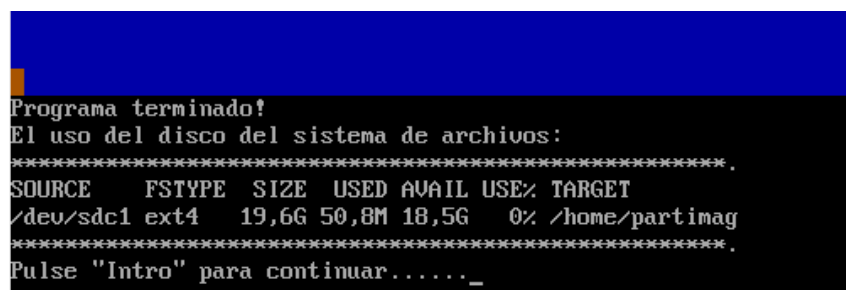 Programa terminado!
El uso del disco del sistema de archivos:
*****************************************************.
SOURCE    FSTYPE  SIZE  USED AVAIL USE% TARGET
/dev/sdc1 ext4   19,6G 50,8M 18,5G   0% /home/partimag
*****************************************************.
Pulse "Intro" para continuar......_